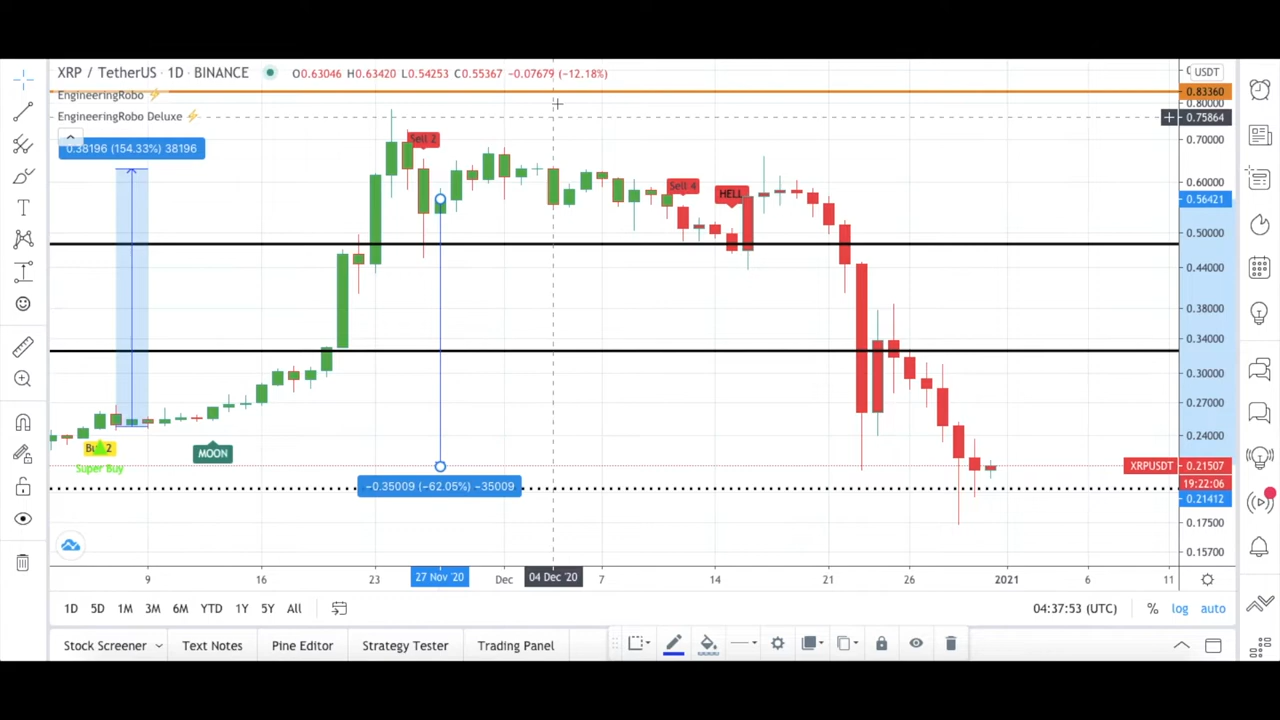 XRP / TetherUS · 1D · BINANCE O0.63046 H0.63420 L0.54253 C0.55367 −0.07679 (−12.18%)
USDT
EngineeringRobo
0.83360
0.80000
EngineeringRobo Deluxe
0.75864
0.38196 (154.33%) 38196
Sell 2
0.70000
Sell 4
0.60000
HELL
0.56421
0.50000
0.44000
0.38000
0.34000
0.30000
0.27000
0.24000
Super Buy
MOON
XRPUSDT 0.21507
19:22:06
−0.35009 (−62.05%) −35009
0.21412
0.17500
0.15700
9 16 23 27 Nov '20 Dec 04 Dec '20 7 14 21 26 2021 6 11
1D 5D 1M 3M 6M YTD 1Y 5Y All 04:37:53 (UTC) % log auto
Stock Screener Text Notes Pine Editor Strategy Tester Trading Panel